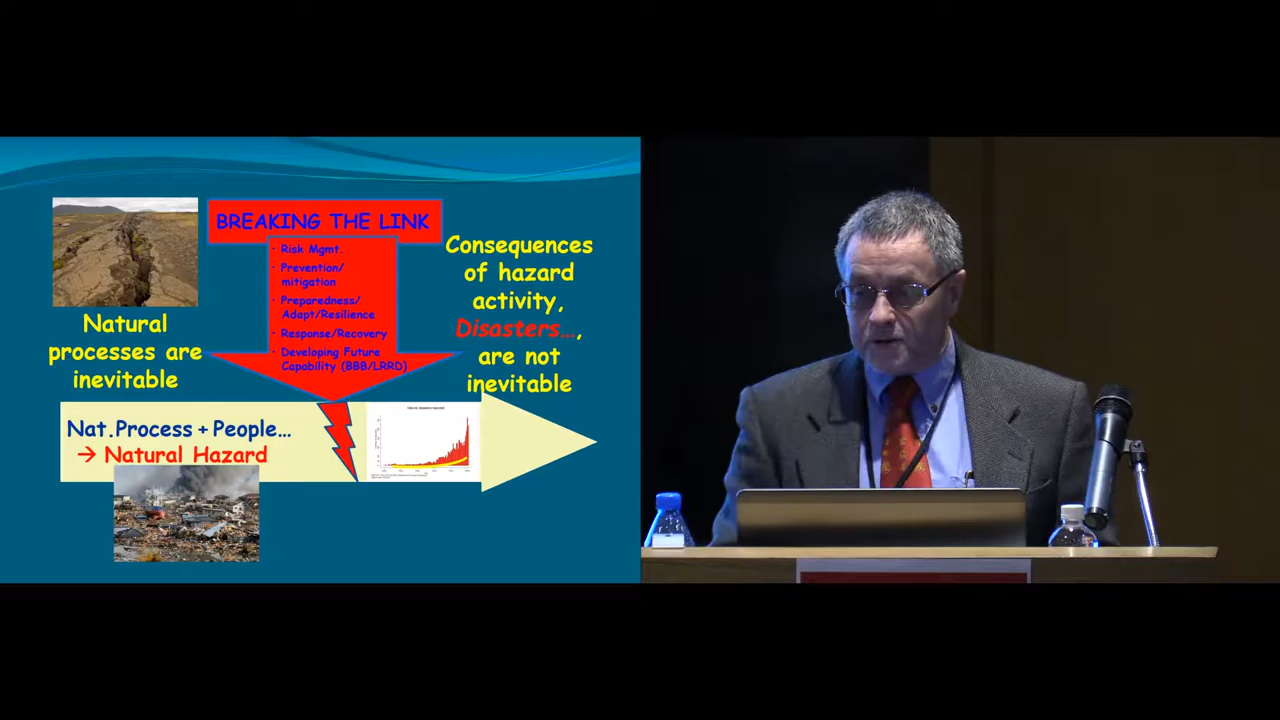 BREAKING THE LINK
· Risk Mgmt.
· Prevention/
mitigation
· Preparedness/
Adapt/Resilience
· Response/Recovery
· Developing Future
Capability (BBB/LRRD)
Natural
processes are
inevitable
Consequences
of hazard
activity,
Disasters...,
are not
inevitable
Nat.Process + People...
→ Natural Hazard